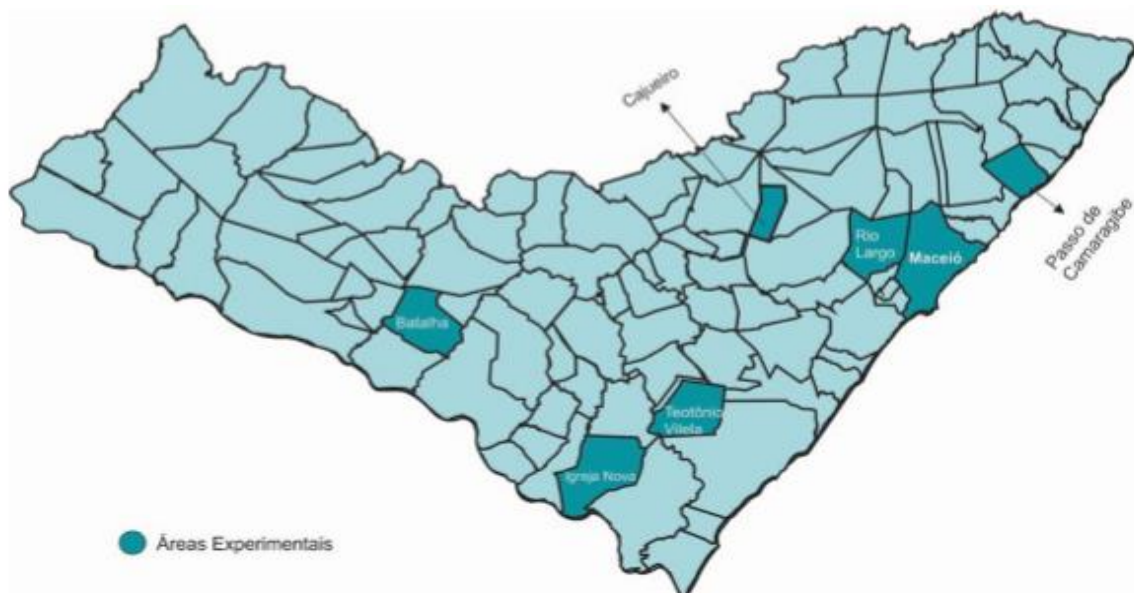 Cajueiro
Passo de
Camaragibe
Rio
Largo
Maceió
Batalha
Teotônio
Vilela
Igreja Nova
Áreas Experimentais